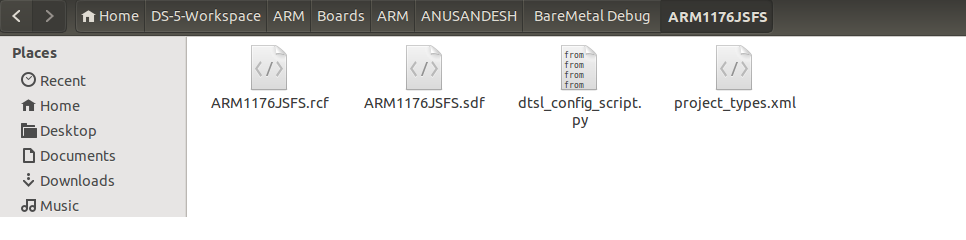 Home DS-5-Workspace ARM Boards ARM ANUSANDESH BareMetal Debug ARM1176JSFS
Places
Recent
Home
Desktop
Documents
Downloads
Music
</>
ARM1176JSFS.rcf
</>
ARM1176JSFS.sdf
from
from
from
from
dtsl_config_script.
py
</>
project_types.xml